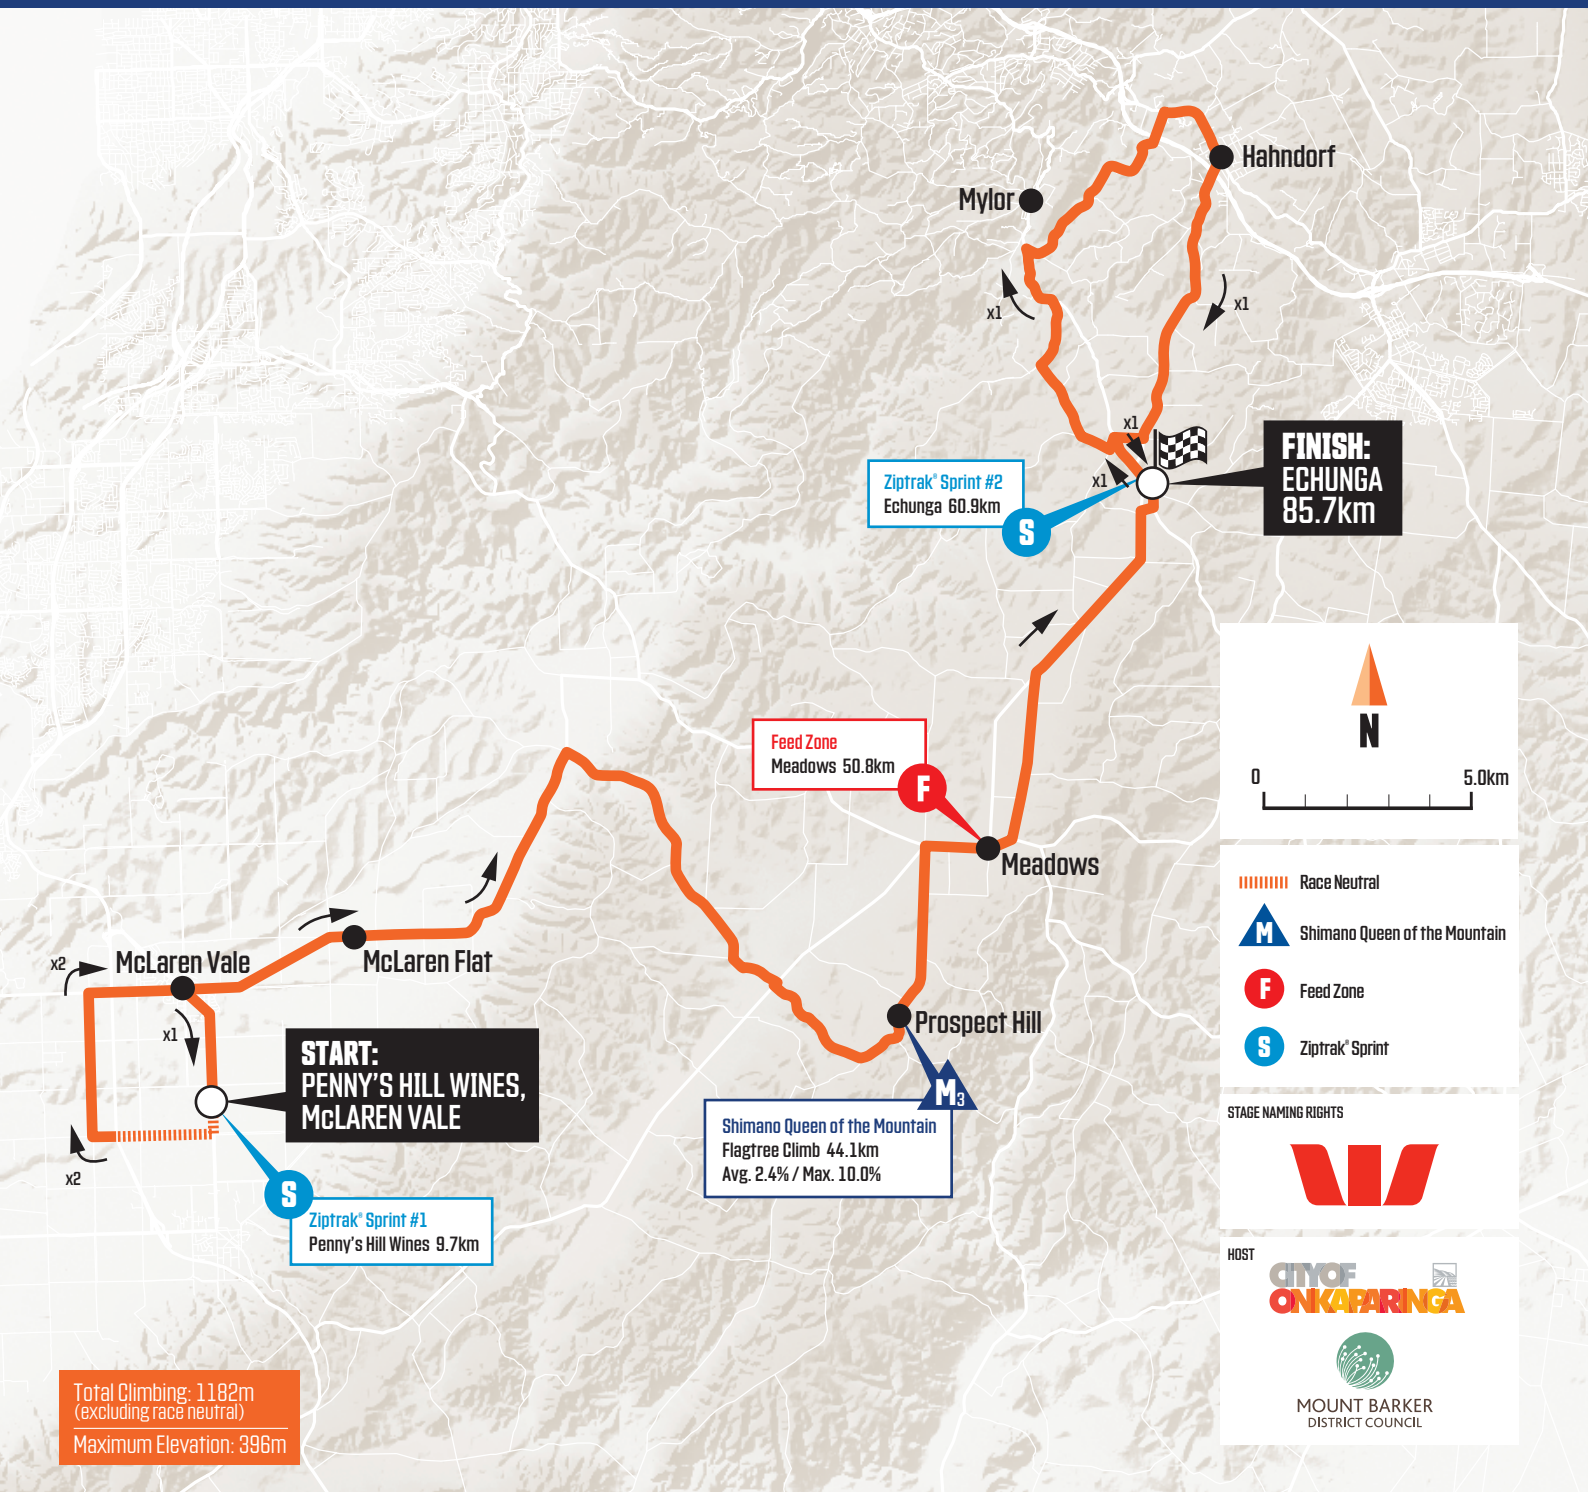 Hahndorf
Mylor
x1
x1
x1
x1
FINISH:
ECHUNGA
85.7km
Ziptrak® Sprint #2
Echunga 60.9km
S
N
0
5.0km
Feed Zone
Meadows 50.8km
F
Meadows
Race Neutral
M
Shimano Queen of the Mountain
F
Feed Zone
S
Ziptrak® Sprint
McLaren Vale
McLaren Flat
x2
x1
x2
START:
PENNY'S HILL WINES,
McLAREN VALE
Prospect Hill
M3
Shimano Queen of the Mountain
Flagtree Climb 44.1km
Avg. 2.4% / Max. 10.0%
S
Ziptrak® Sprint #1
Penny's Hill Wines 9.7km
STAGE NAMING RIGHTS
HOST
CITY OF
ONKAPARINGA
MOUNT BARKER
DISTRICT COUNCIL
Total Climbing: 1182m
(excluding race neutral)
Maximum Elevation: 396m